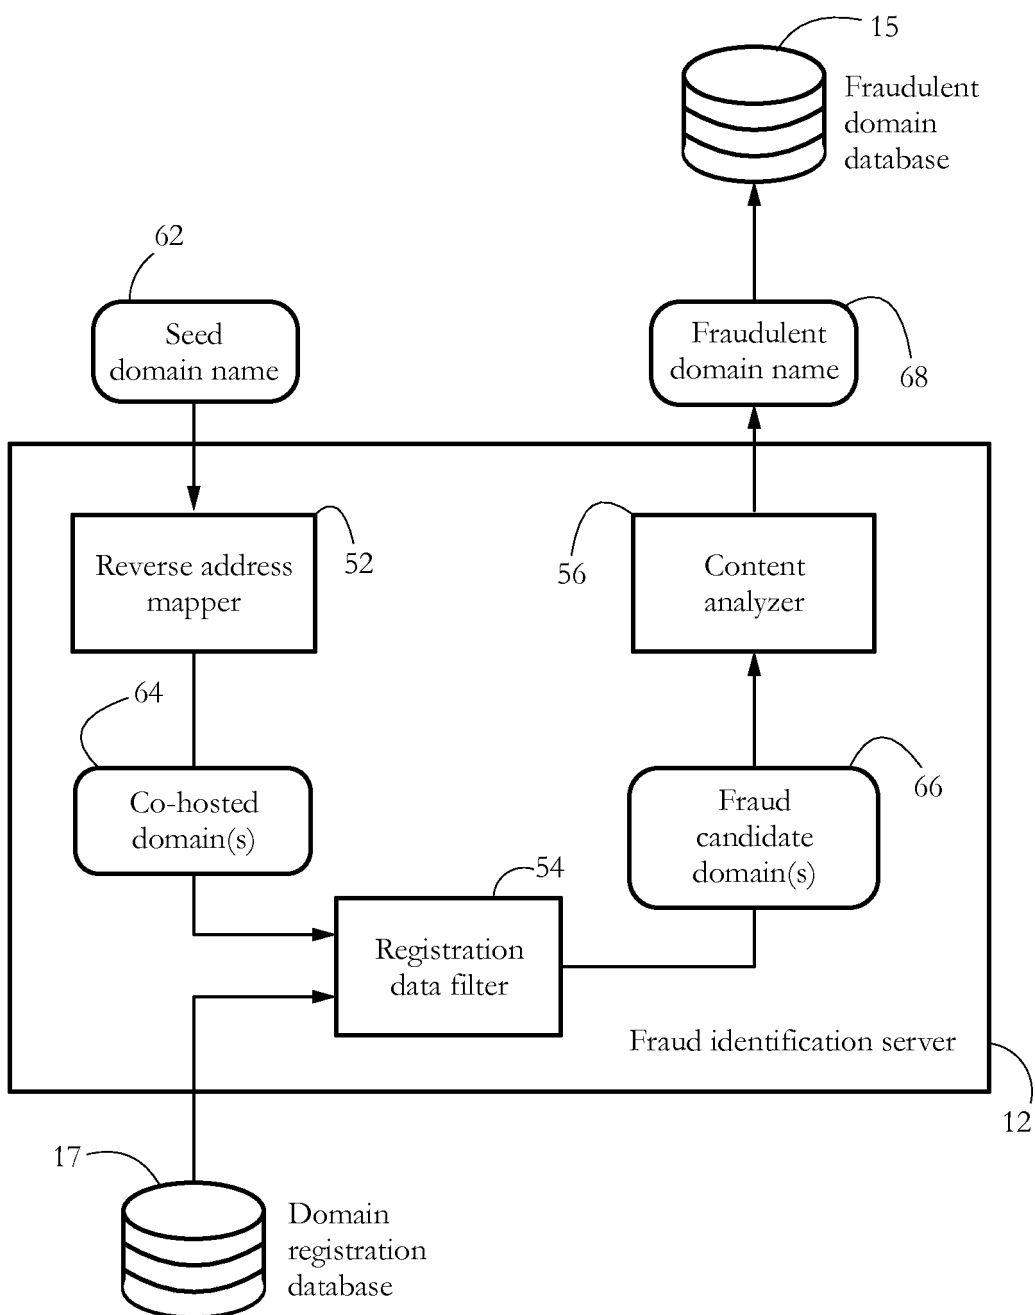 15
Fraudulent
domain
database
62
Seed
domain name
Fraudulent
domain name
68
Reverse address
mapper
52
56
Content
analyzer
64
Co-hosted
domain(s)
Fraud
candidate
domain(s)
66
54
Registration
data filter
Fraud identification server
12
17
Domain
registration
database